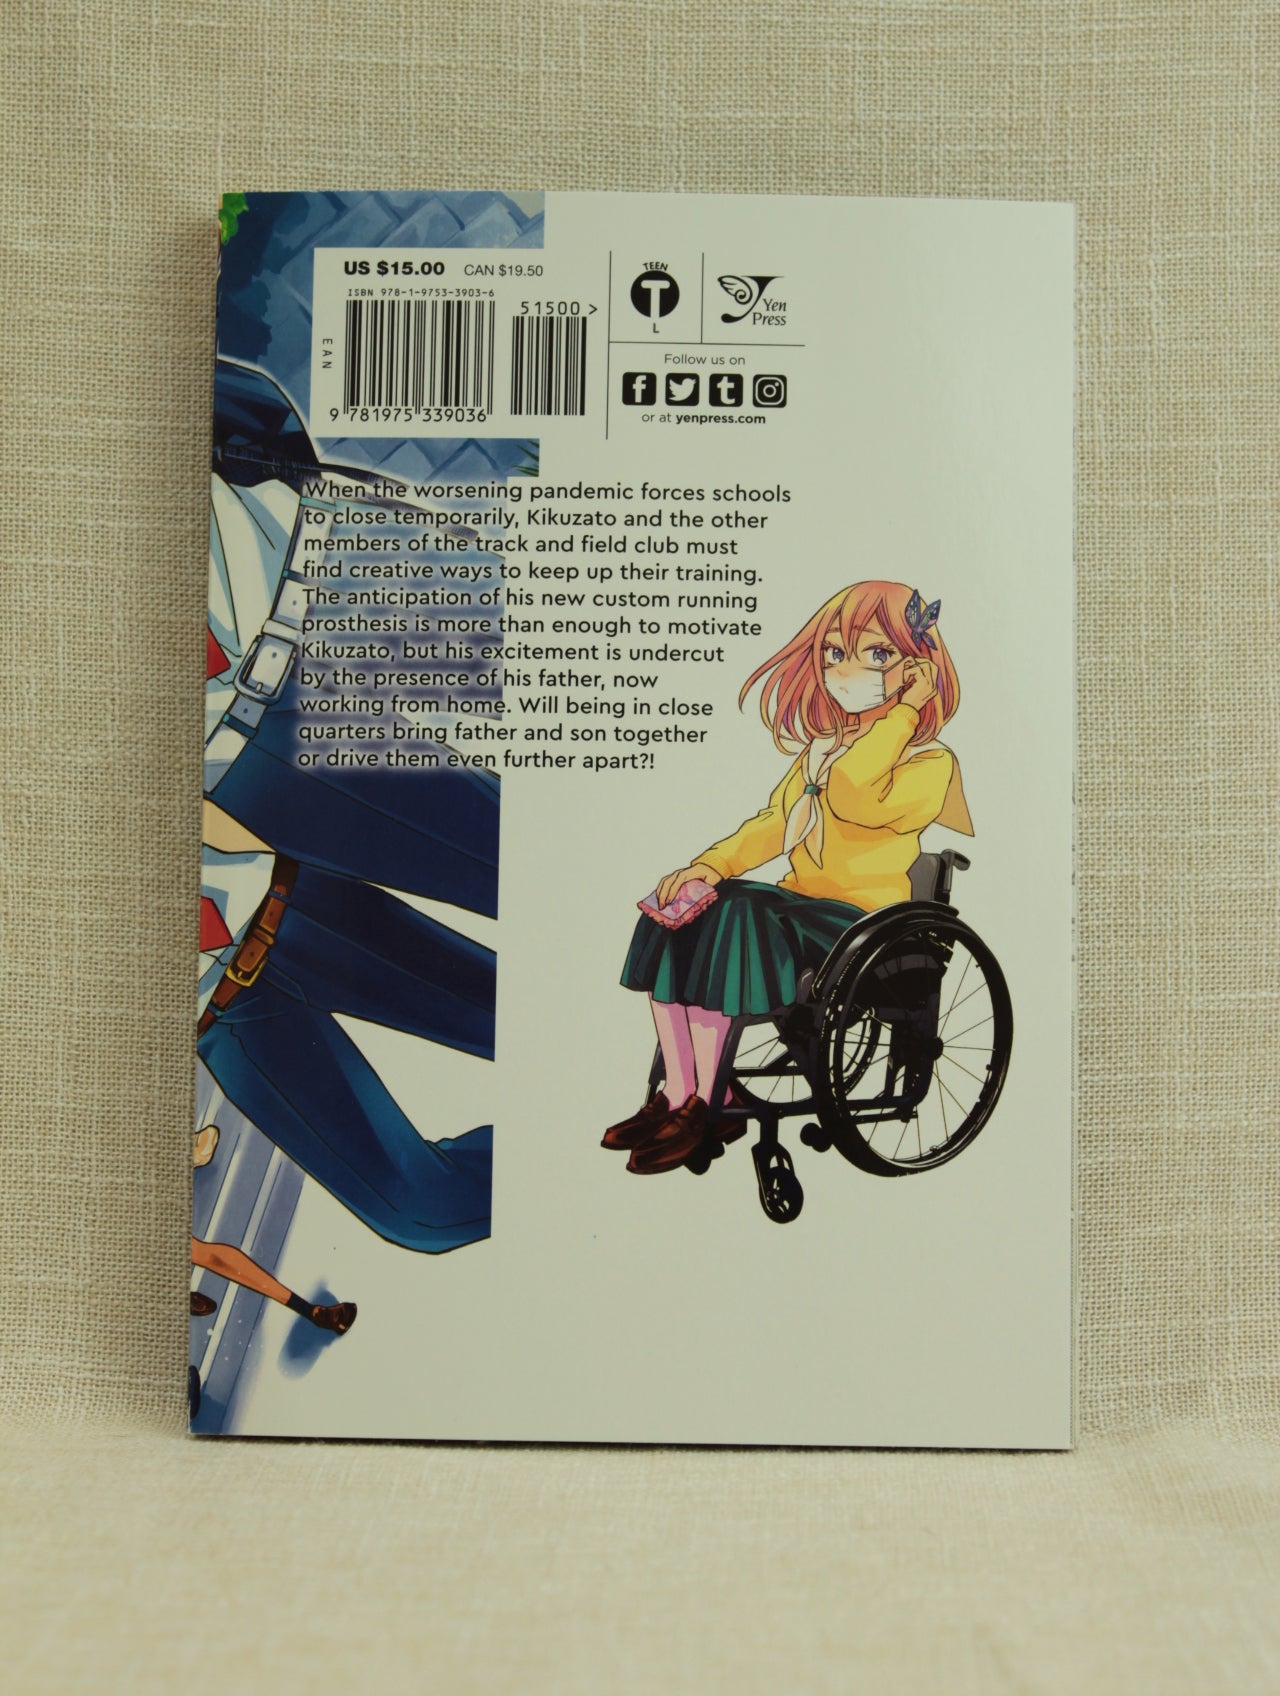 US $15.00 CAN $19.50
ISBN 978-1-9753-3903-6
51500 >
EAN
9 781975 339036
TEEN
T
L
Yen
Press
Follow us on
or at yenpress.com
When the worsening pandemic forces schools
to close temporarily, Kikuzato and the other
members of the track and field club must
find creative ways to keep up their training.
The anticipation of his new custom running
prosthesis is more than enough to motivate
Kikuzato, but his excitement is undercut
by the presence of his father, now
working from home. Will being in close
quarters bring father and son together
or drive them even further apart?!